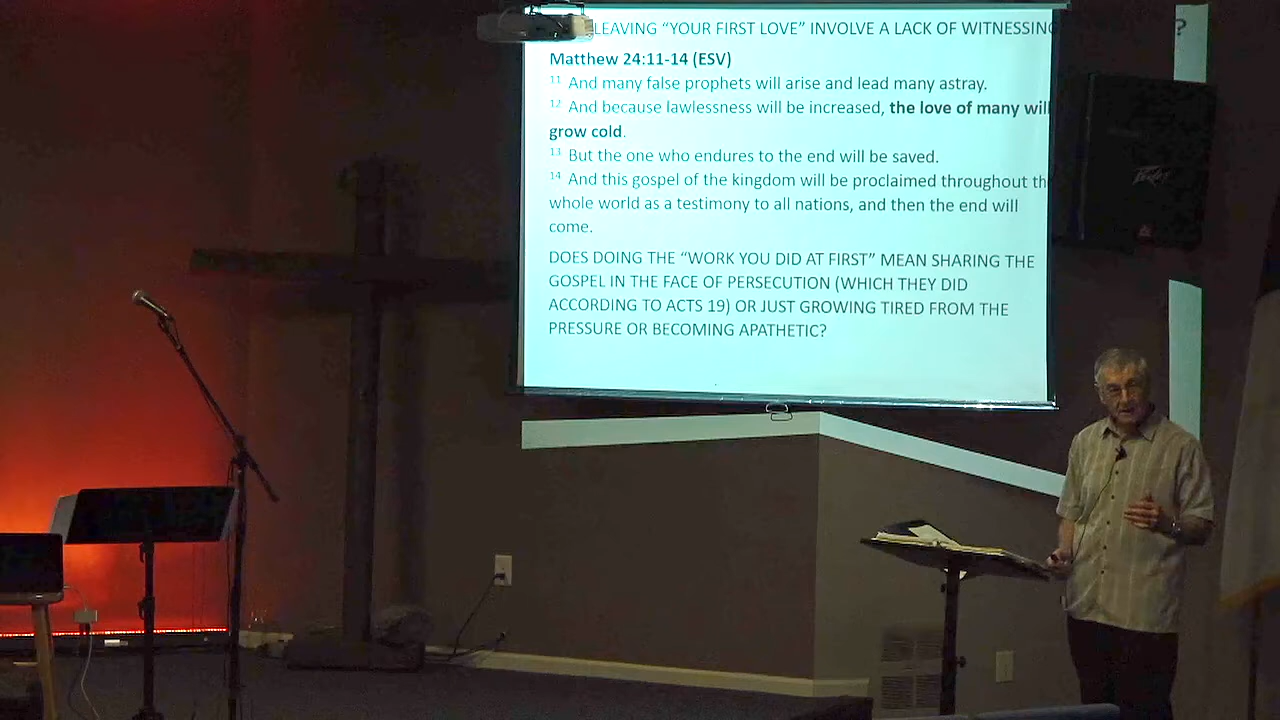 LEAVING “YOUR FIRST LOVE” INVOLVE A LACK OF WITNESSING ?
Matthew 24:11-14 (ESV)
11 And many false prophets will arise and lead many astray.
12 And because lawlessness will be increased, the love of many will
grow cold.
13 But the one who endures to the end will be saved.
14 And this gospel of the kingdom will be proclaimed throughout th
whole world as a testimony to all nations, and then the end will
come.
DOES DOING THE “WORK YOU DID AT FIRST” MEAN SHARING THE
GOSPEL IN THE FACE OF PERSECUTION (WHICH THEY DID
ACCORDING TO ACTS 19) OR JUST GROWING TIRED FROM THE
PRESSURE OR BECOMING APATHETIC?
Peavey